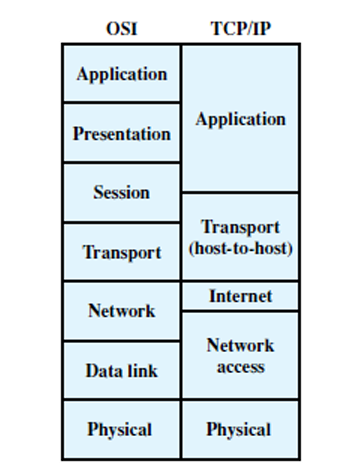 OSI
TCP/IP
Application
Presentation
Session
Transport
Network
Data link
Physical
Application
Transport
(host-to-host)
Internet
Network
access
Physical